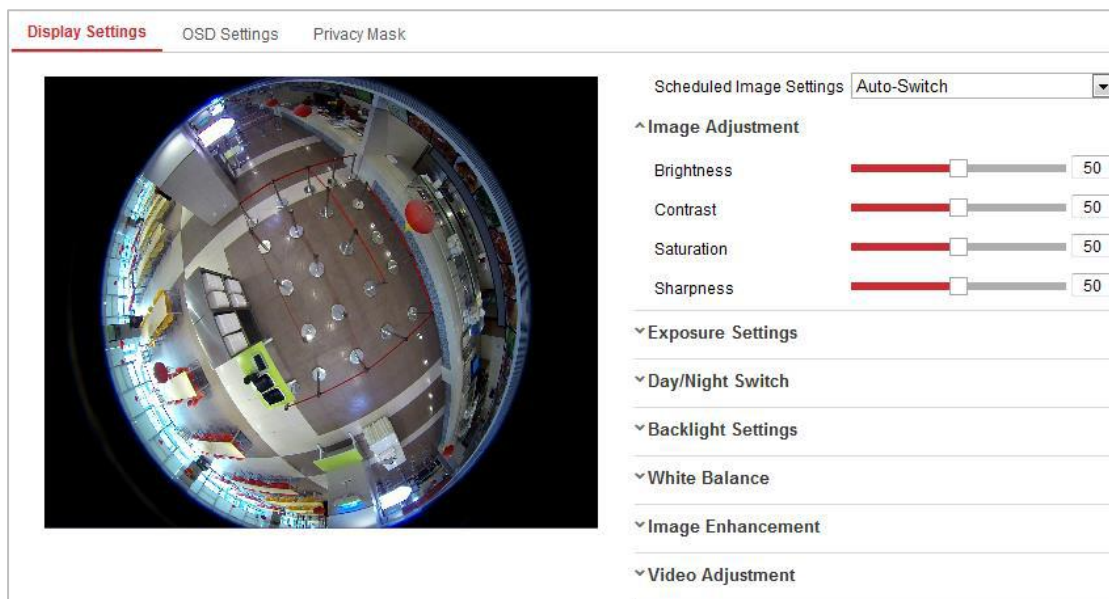 Display Settings OSD Settings Privacy Mask
Scheduled Image Settings Auto-Switch
Image Adjustment
Brightness 50
Contrast 50
Saturation 50
Sharpness 50
Exposure Settings
Day/Night Switch
Backlight Settings
White Balance
Image Enhancement
Video Adjustment